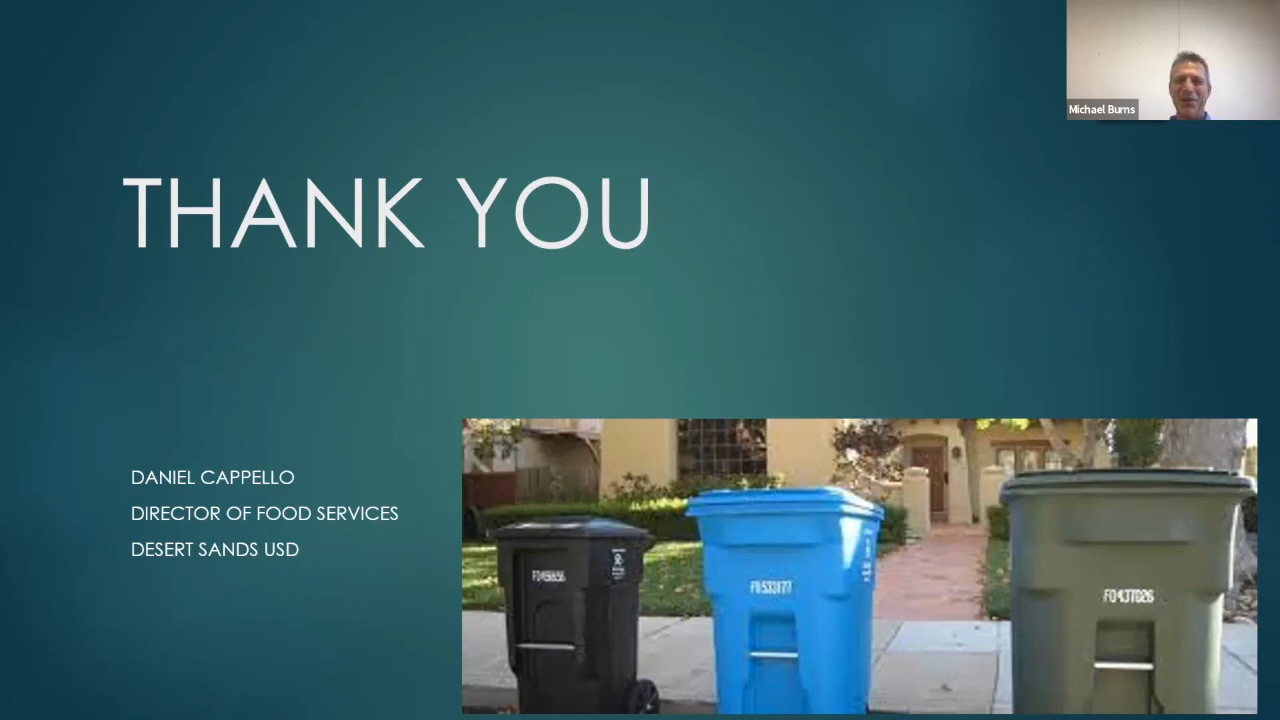 Michael Burns
THANK YOU
DANIEL CAPPELLO
DIRECTOR OF FOOD SERVICES
DESERT SANDS USD